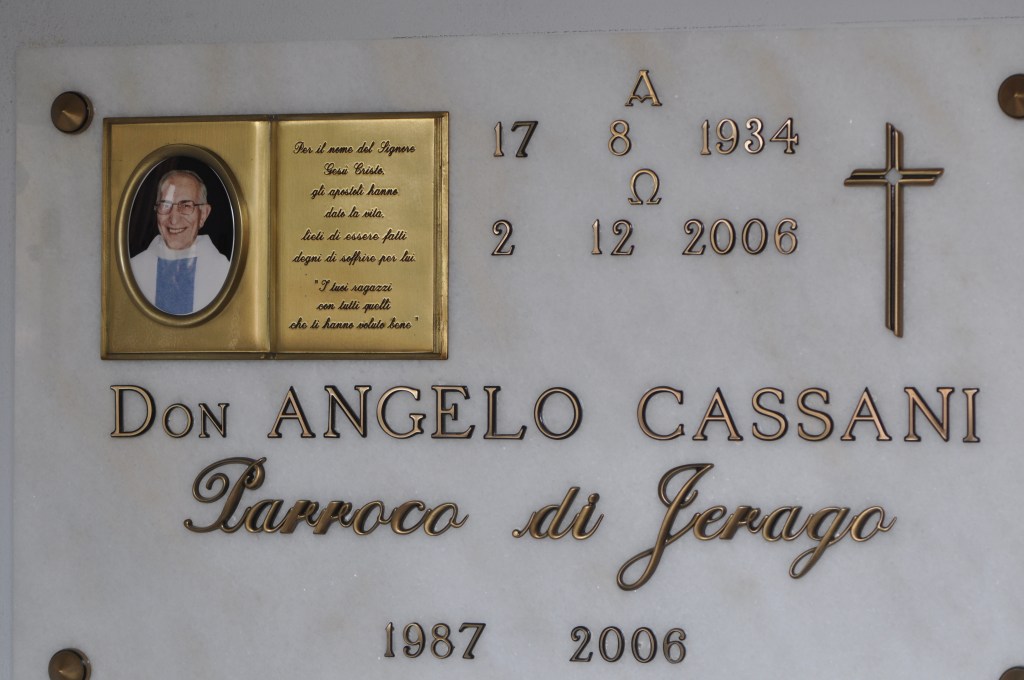 Per il nome del Signore
Gesù Cristo,
gli apostoli hanno
dato la vita,
lieti di essere fatti
degni di soffrire per lui.
"I tuoi ragazzi
con tutti quelli
che ti hanno voluto bene"
Α
17 8 1934
Ω
2 12 2006
DON ANGELO CASSANI
Parroco di Jerago
1987 2006